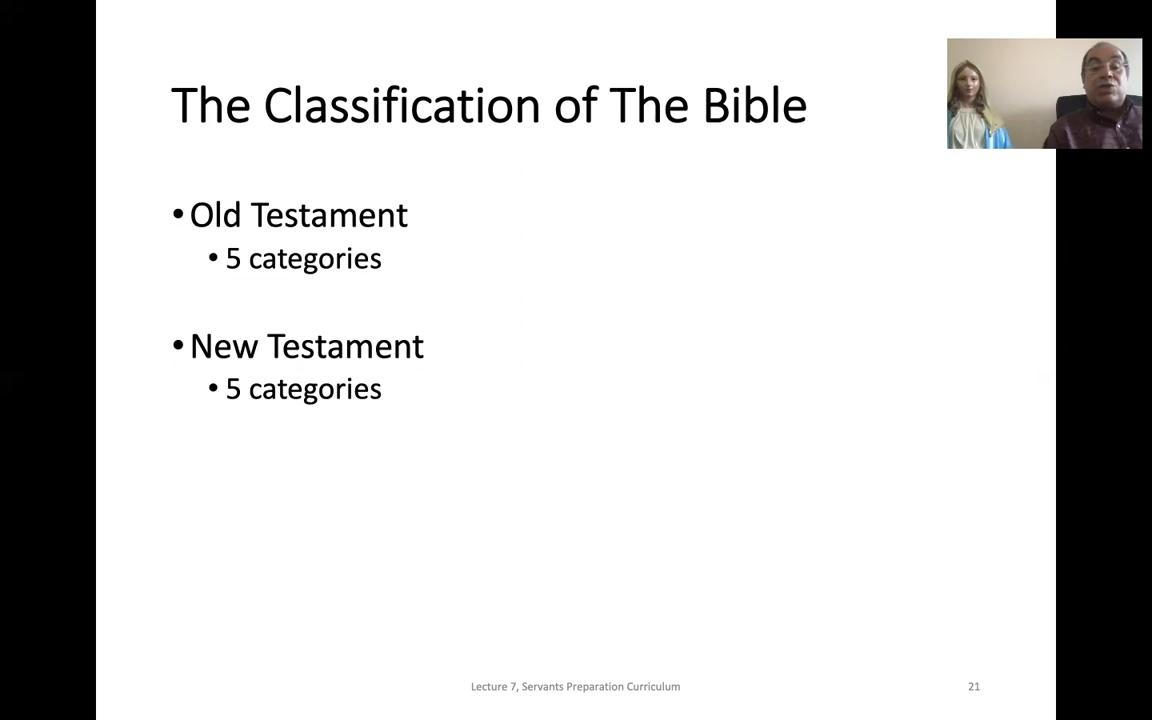 The Classification of The Bible
• Old Testament
• 5 categories
• New Testament
• 5 categories
Lecture 7, Servants Preparation Curriculum
21